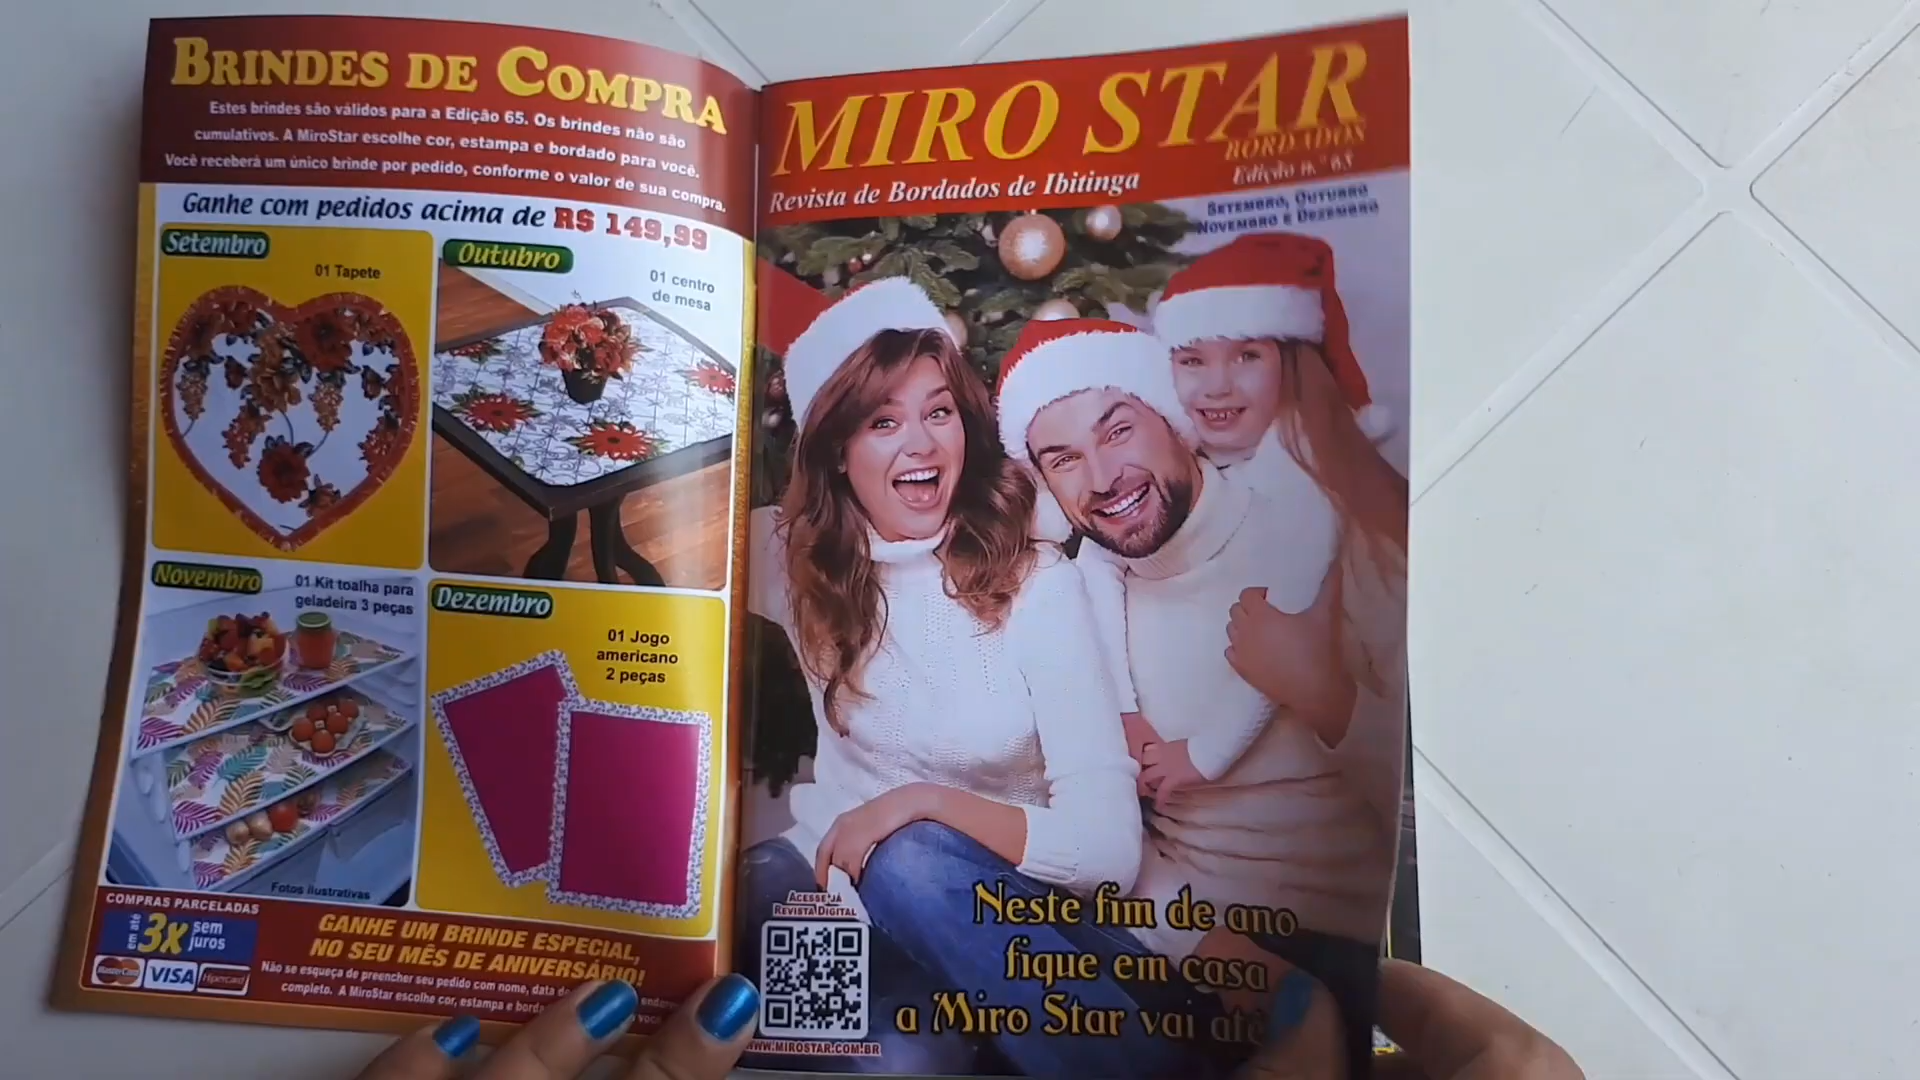 BRINDES DE COMPRA
Estes brindes são válidos para a Edição 65. Os brindes não são
cumulativos. A MiroStar escolhe cor, estampa e bordado para você.
Você receberá um único brinde por pedido, conforme o valor de sua compra.
Ganhe com pedidos acima de R$ 149,99
Setembro
01 Tapete
Outubro
01 centro
de mesa
Novembro
01 Kit toalha para
geladeira 3 peças
Fotos ilustrativas
Dezembro
01 Jogo
americano
2 peças
COMPRAS PARCELADAS
em até 3x sem
juros
MasterCard VISA Hipercard
GANHE UM BRINDE ESPECIAL,
NO SEU MÊS DE ANIVERSÁRIO!
Não se esqueça de preencher seu pedido com nome, data de
completo. A MiroStar escolhe cor, estampa e
MIRO STAR
BORDADOS
Edição n.º 65
Revista de Bordados de Ibitinga
SETEMBRO, OUTUBRO
NOVEMBRO E DEZEMBRO
ACESSE JÁ
REVISTA DIGITAL
WWW.MIROSTAR.COM.BR
Neste fim de ano
fique em casa
a Miro Star vai até